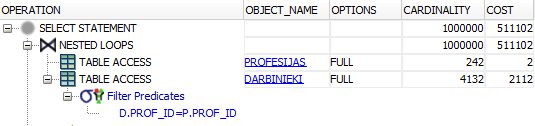 OPERATION OBJECT_NAME OPTIONS CARDINALITY COST
SELECT STATEMENT 1000000 511102
NESTED LOOPS 1000000 511102
TABLE ACCESS PROFESIJAS FULL 242 2
TABLE ACCESS DARBINIEKI FULL 4132 2112
Filter Predicates
D.PROF_ID=P.PROF_ID